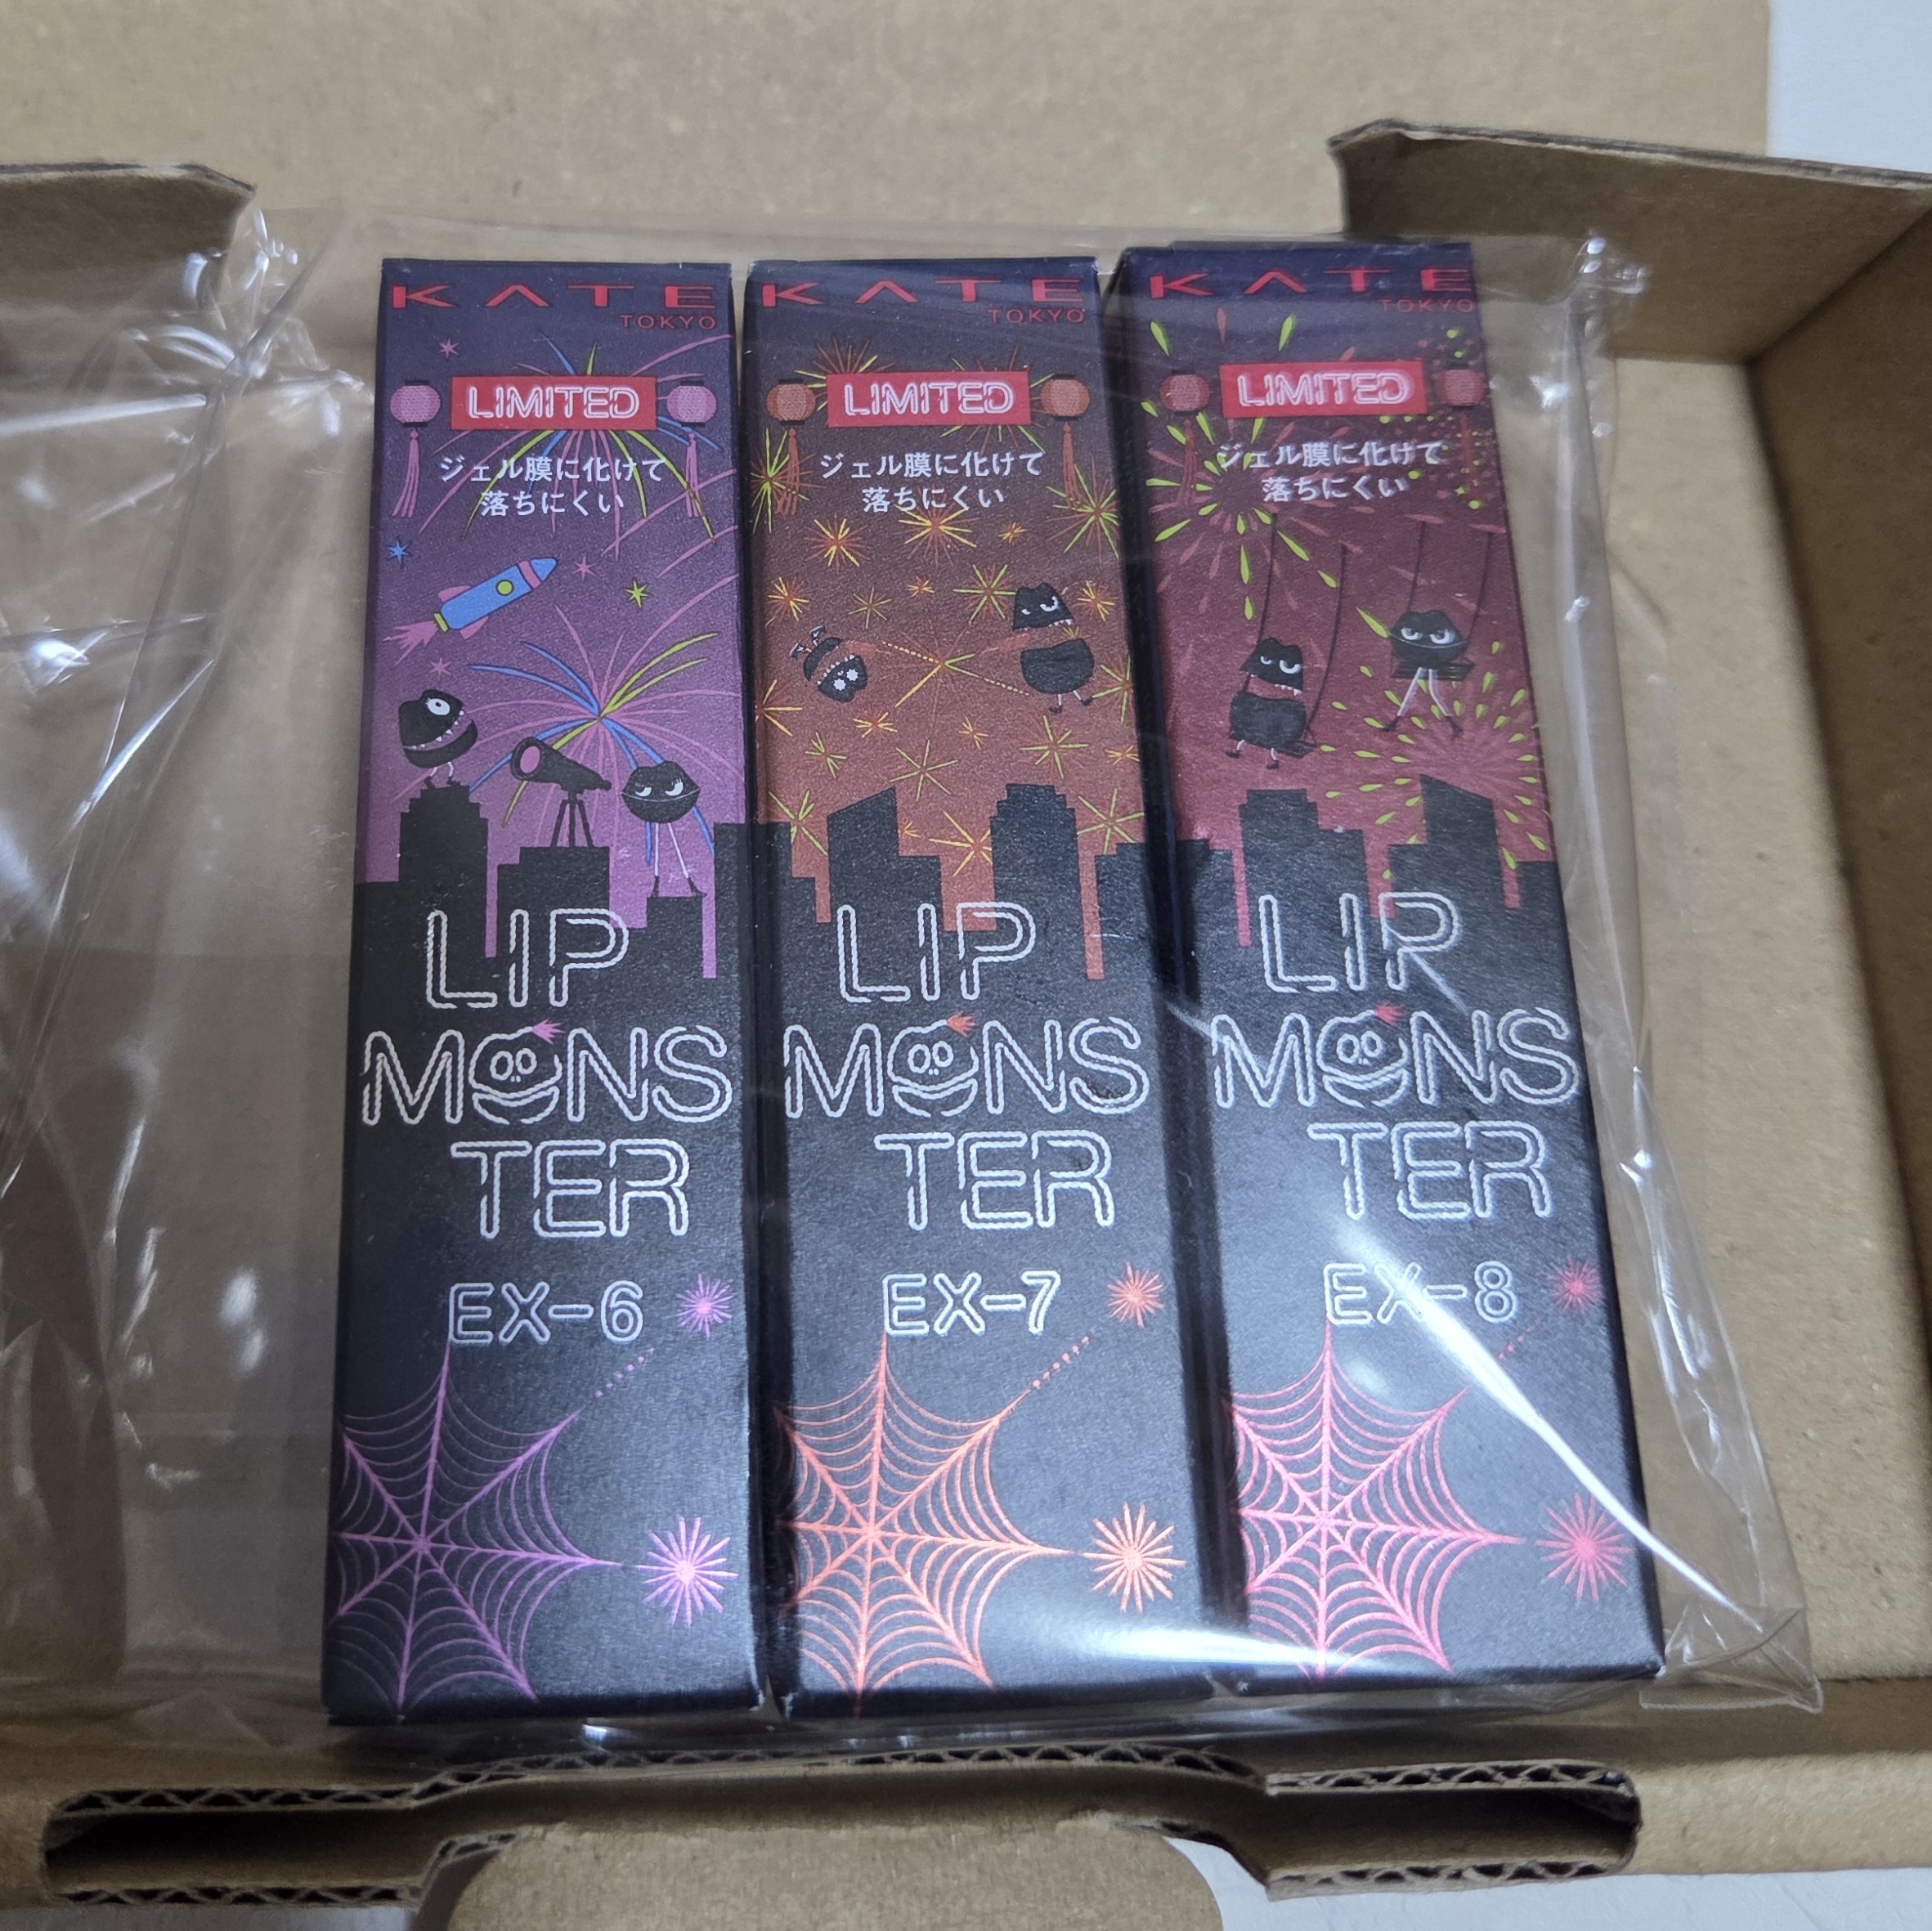 KATE
TOKYO
LIMITED
ジェル膜に化けて
落ちにくい
LIP
MONS
TER
EX-6
KATE
TOKYO
LIMITED
ジェル膜に化けて
落ちにくい
LIP
MONS
TER
EX-7
KATE
TOKYO
LIMITED
ジェル膜に化けて
落ちにくい
LIP
MONS
TER
EX-8